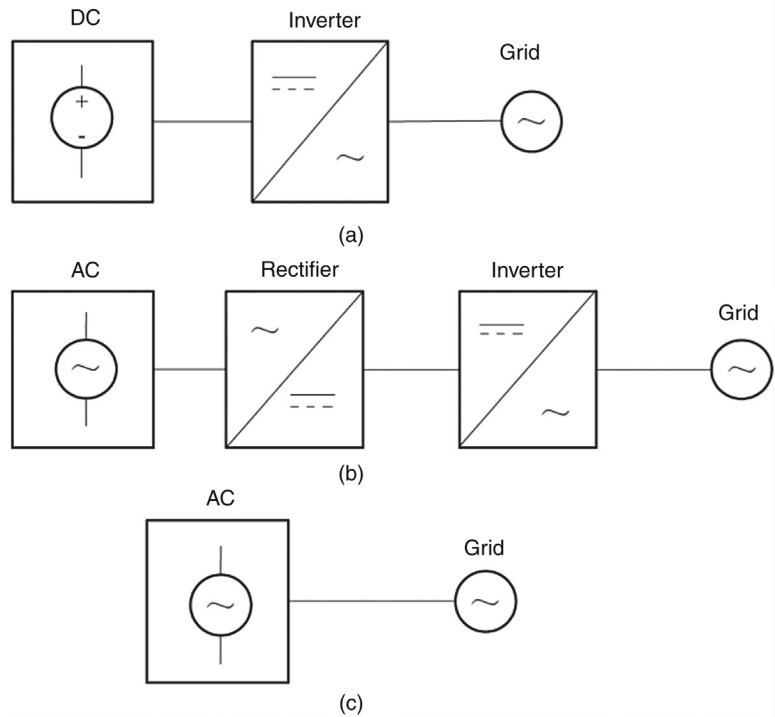 DC
Inverter
Grid
+
-
(a)
AC
Rectifier
Inverter
Grid
(b)
AC
Grid
(c)